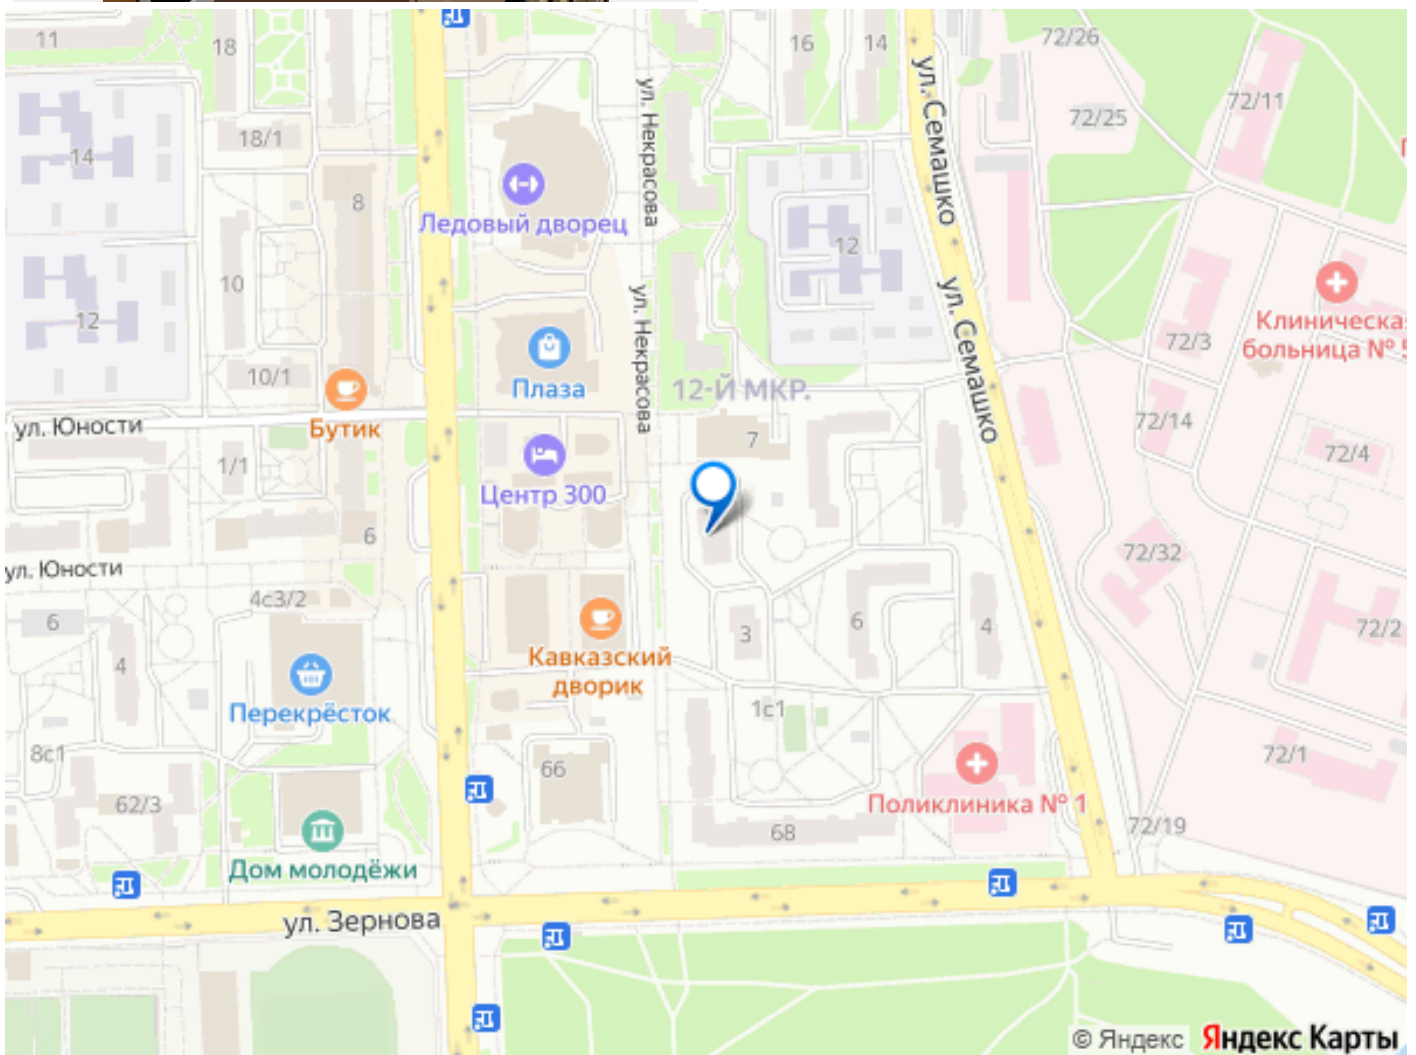 11
18
16
14
72/26
72/11
72/25
18/1
14
ул. Некрасова
ул. Семашко
8
Ледовый дворец
12
10
12
ул. Некрасова
ул. Семашко
Клиническа
больница № 5
72/3
10/1
Плаза
12-Й МКР.
ул. Юности
Бутик
7
72/14
72/4
1/1
Центр 300
6
72/32
ул. Юности
4с3/2
6
3
6
4
72/2
4
Кавказский
дворик
Перекрёсток
1с1
8с1
66
72/1
62/3
Поликлиника № 1
68
72/19
Дом молодёжи
ул. Зернова
© Яндекс Яндекс Карты